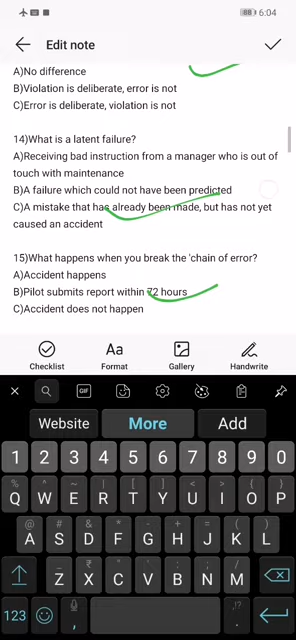 68 6:04
Edit note
A)No difference
B)Violation is deliberate, error is not
C)Error is deliberate, violation is not
14)What is a latent failure?
A)Receiving bad instruction from a manager who is out of
touch with maintenance
B)A failure which could not have been predicted
C)A mistake that has already been made, but has not yet
caused an accident
15)What happens when you break the 'chain of error?
A)Accident happens
B)Pilot submits report within 72 hours
C)Accident does not happen
Checklist Format Gallery Handwrite
Aa
GIF
Website More Add
1 2 3 4 5 6 7 8 9 0
Q W E R T Y U I O P
A S D F G H J K L
Z X C V B N M
123 , .